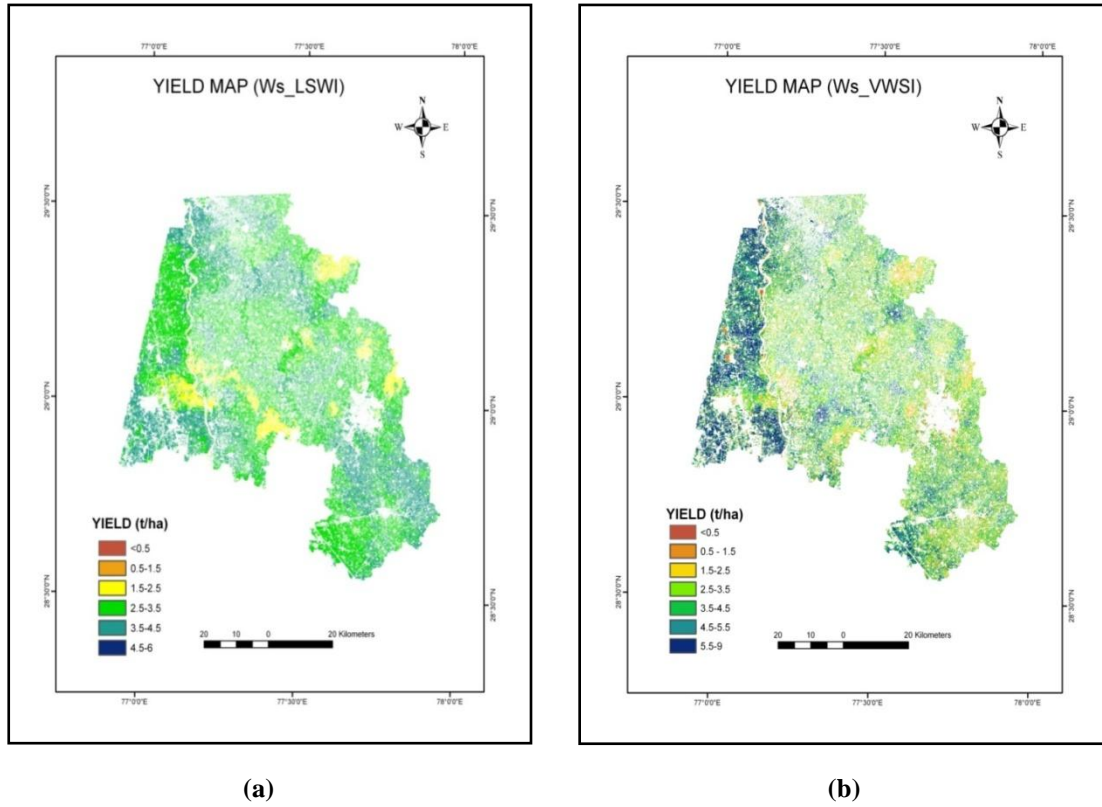 77°0'0"E 77°30'0"E 78°0'0"E
YIELD MAP (Ws_LSWI)
N
W E
S
29°30'0"N 29°30'0"N
29°0'0"N 29°0'0"N
28°30'0"N 28°30'0"N
YIELD (t/ha)
<0.5
0.5-1.5
1.5-2.5
2.5-3.5
3.5-4.5
4.5-6
20 10 0 20 Kilometers
77°0'0"E 77°30'0"E 78°0'0"E
(a)
77°0'0"E 77°30'0"E 78°0'0"E
YIELD MAP (Ws_VWSI)
N
W E
S
29°30'0"N 29°30'0"N
29°0'0"N 29°0'0"N
28°30'0"N 28°30'0"N
YIELD (t/ha)
<0.5
0.5 - 1.5
1.5-2.5
2.5-3.5
3.5-4.5
4.5-5.5
5.5-9
20 10 0 20 Kilometers
77°0'0"E 77°30'0"E 78°0'0"E
(b)